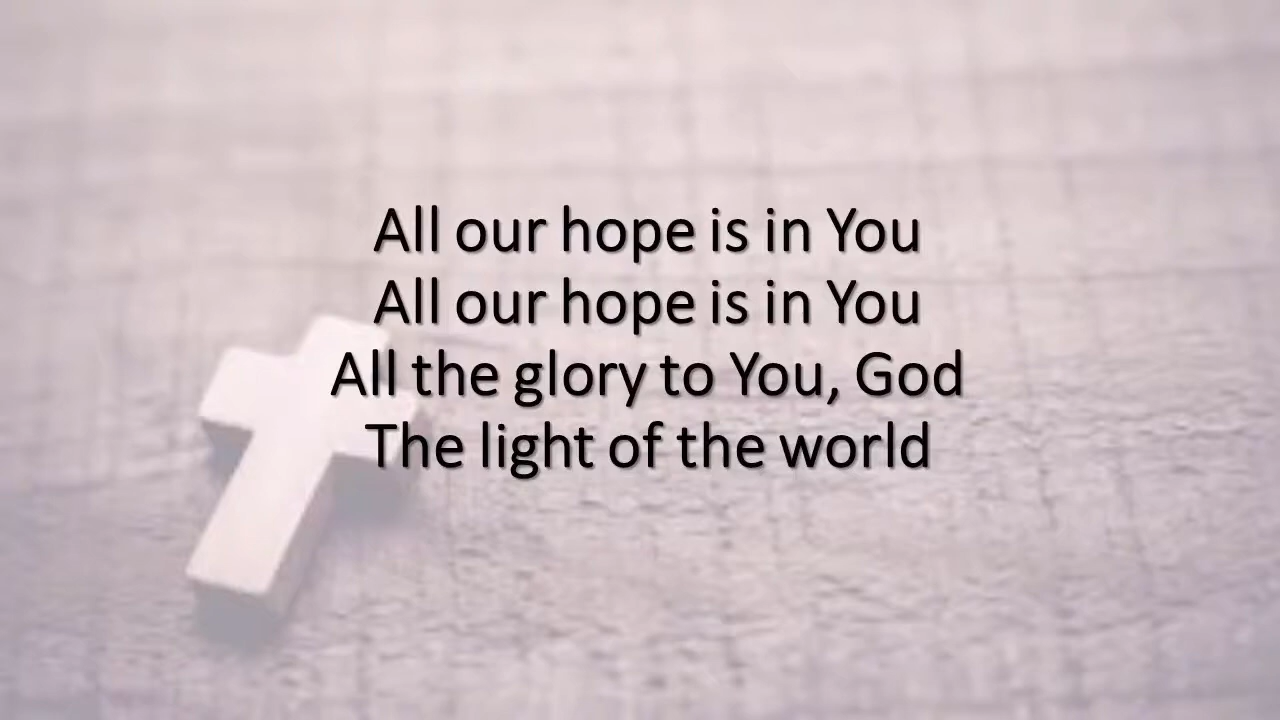 All our hope is in You
All our hope is in You
All the glory to You, God
The light of the world